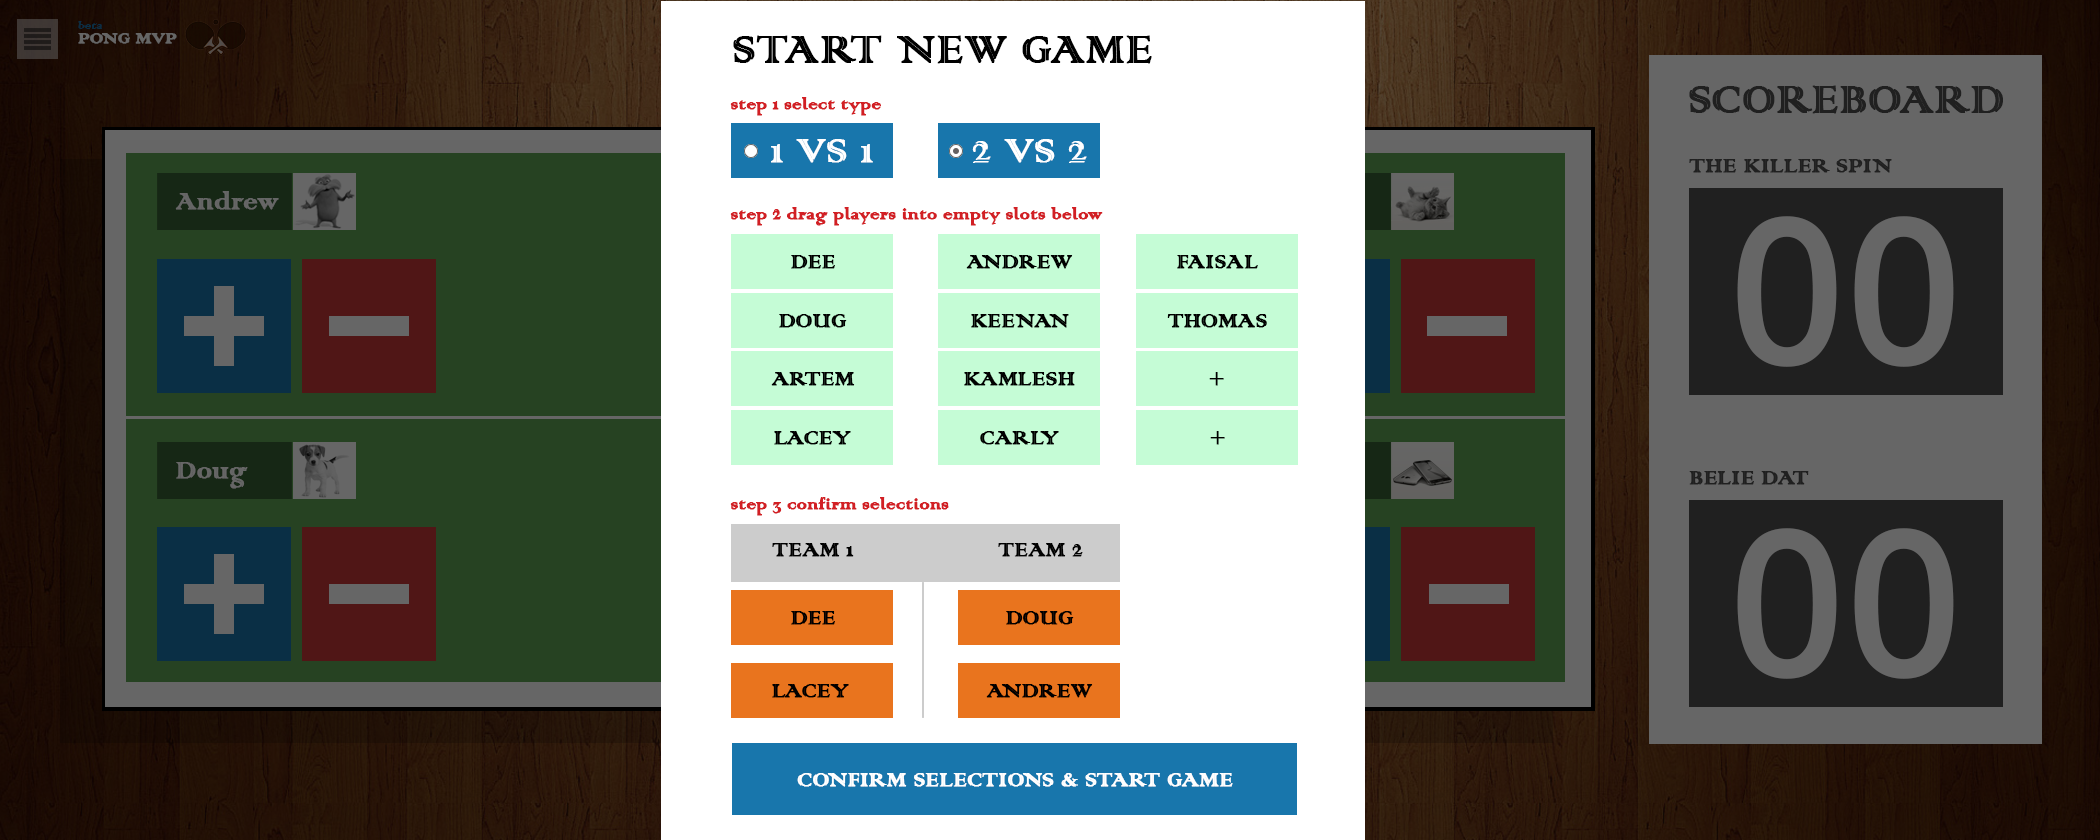 beca
PONG MVP
Andrew
Doug
START NEW GAME
step 1 select type
1 VS 1
2 VS 2
step 2 drag players into empty slots below
DEE
ANDREW
FAISAL
DOUG
KEENAN
THOMAS
ARTEM
KAMLESH
+
LACEY
CARLY
+
step 3 confirm selections
TEAM 1
TEAM 2
DEE
DOUG
LACEY
ANDREW
CONFIRM SELECTIONS & START GAME
SCOREBOARD
THE KILLER SPIN
00
BELIE DAT
00